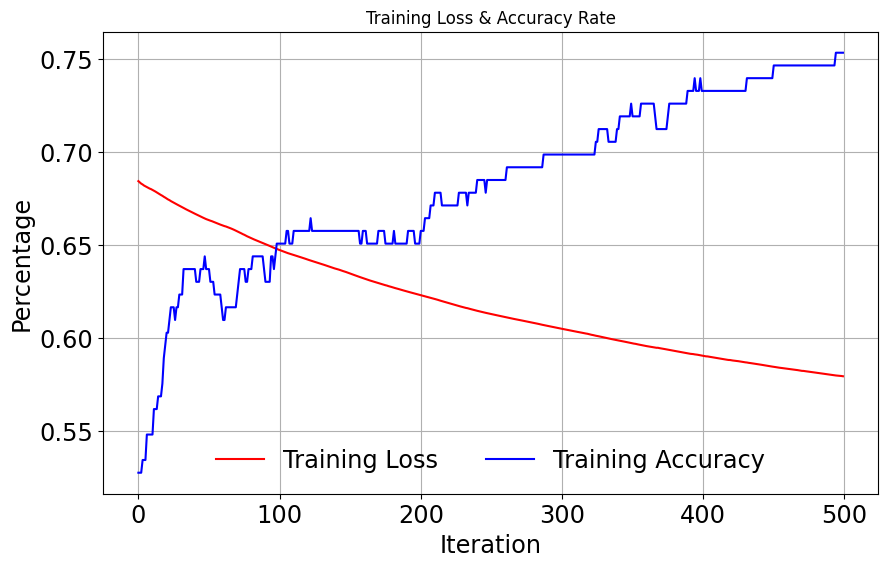 Training Loss & Accuracy Rate
0.75
0.70
0.65
0.60
0.55
Percentage
Training Loss
Training Accuracy
0 100 200 300 400 500
Iteration